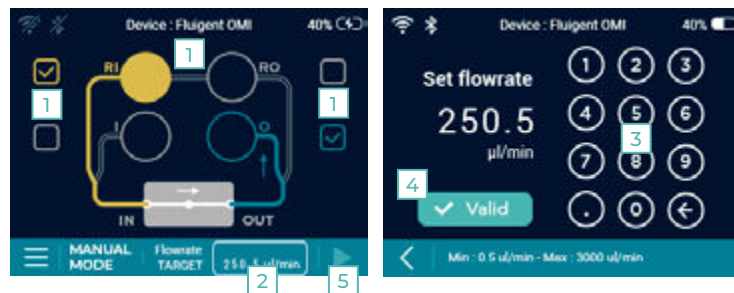 Device : Fluigent OMI
40%
1
RI
RO
1
1
I
O
IN
OUT
MANUAL
MODE
Flowrate
TARGET
250.5 ul/min
2
5
Device : Fluigent OMI
40%
Set flowrate
250.5
µl/min
1
2
3
4
5
6
3
7
8
9
4
Valid
.
0
Min : 0.5 ul/min - Max : 3000 ul/min